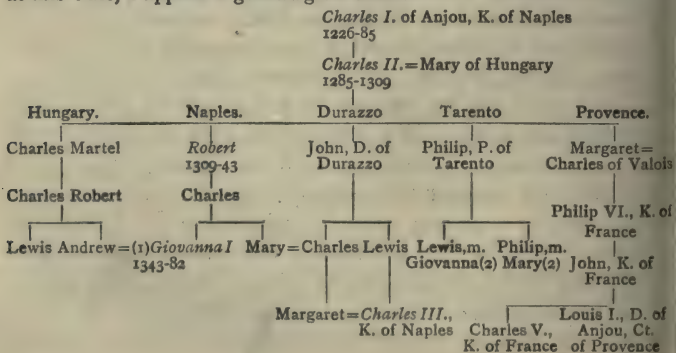 Charles I. of Anjou, K. of Naples
1226-85
Charles II.=Mary of Hungary
1285-1309
Hungary. Naples. Durazzo Tarento Provence.
Charles Martel Robert John, D. of Philip, P. of Margaret=
1309-43 Durazzo Tarento Charles of Valois
Charles Robert Charles
Philip VI., K. of
France
Lewis Andrew=(1)Giovanna I Mary=Charles Lewis Lewis,m. Philip,m.
1343-82 Giovanna(2) Mary(2) John, K. of
France
Margaret=Charles III., Louis I., D. of
K. of Naples Charles V., Anjou, Ct.
K. of France of Provence